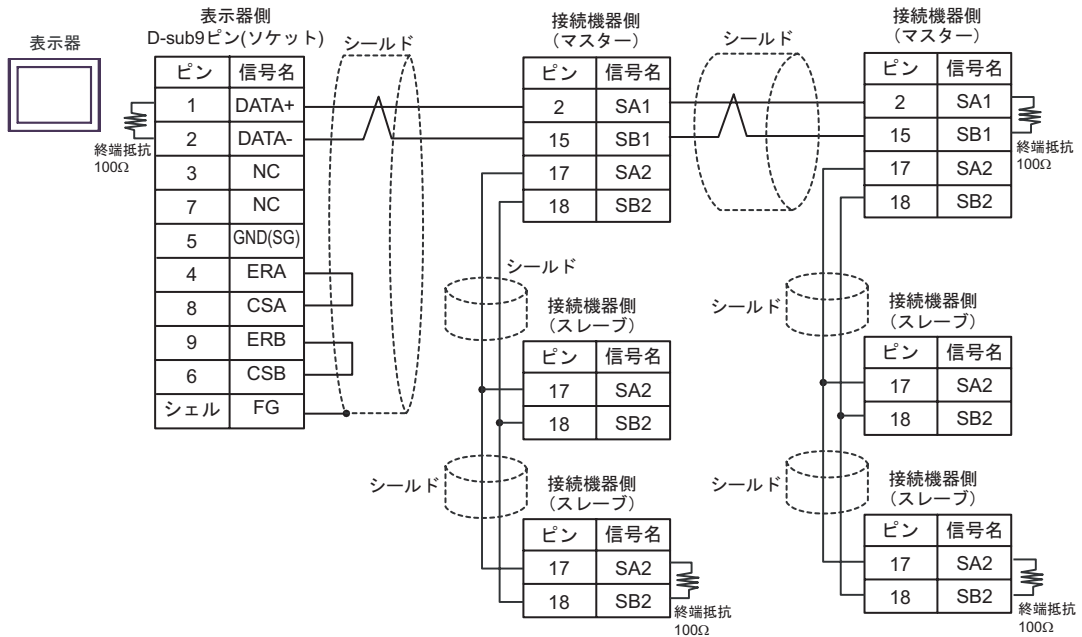 表示器
表示器側
D-sub9ピン(ソケット)
ピン 信号名
1 DATA+
2 DATA-
3 NC
7 NC
5 GND(SG)
4 ERA
8 CSA
9 ERB
6 CSB
シェル FG
終端抵抗
100Ω
シールド
接続機器側
(マスター)
ピン 信号名
2 SA1
15 SB1
17 SA2
18 SB2
シールド
接続機器側
(マスター)
ピン 信号名
2 SA1
15 SB1
17 SA2
18 SB2
終端抵抗
100Ω
シールド
接続機器側
(スレーブ)
ピン 信号名
17 SA2
18 SB2
シールド
接続機器側
(スレーブ)
ピン 信号名
17 SA2
18 SB2
終端抵抗
100Ω
シールド
接続機器側
(スレーブ)
ピン 信号名
17 SA2
18 SB2
シールド
接続機器側
(スレーブ)
ピン 信号名
17 SA2
18 SB2
終端抵抗
100Ω